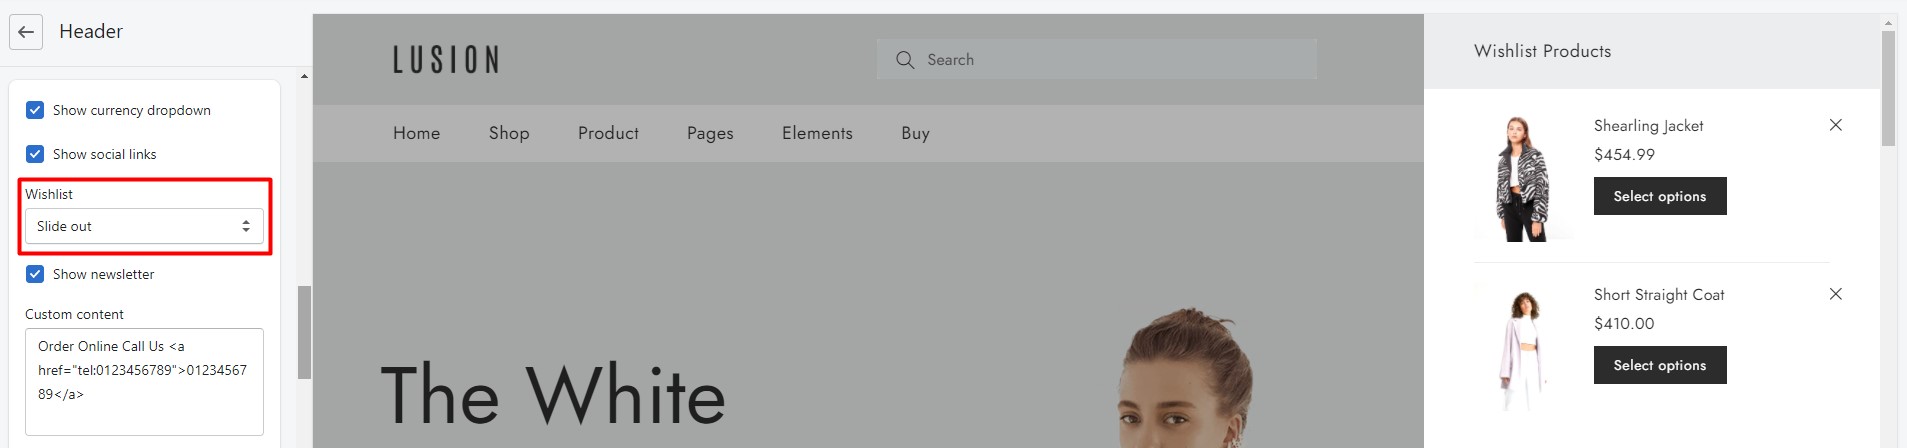 Header
Show currency dropdown
Show social links
Wishlist
Slide out
Show newsletter
Custom content
Order Online Call Us <a
href="tel:0123456789">01234567
89</a>
LUSION
Search
Home Shop Product Pages Elements Buy
The White
Wishlist Products
Shearling Jacket
$454.99
Select options
Short Straight Coat
$410.00
Select options